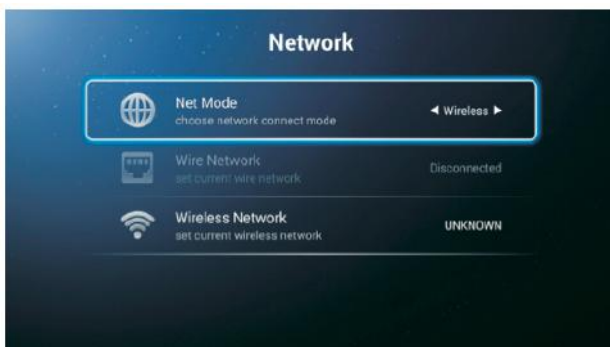 Network
Net Mode
choose network connect mode
◄ Wireless ►
Wire Network
set current wire network
Disconnected
Wireless Network
set current wireless network
UNKNOWN